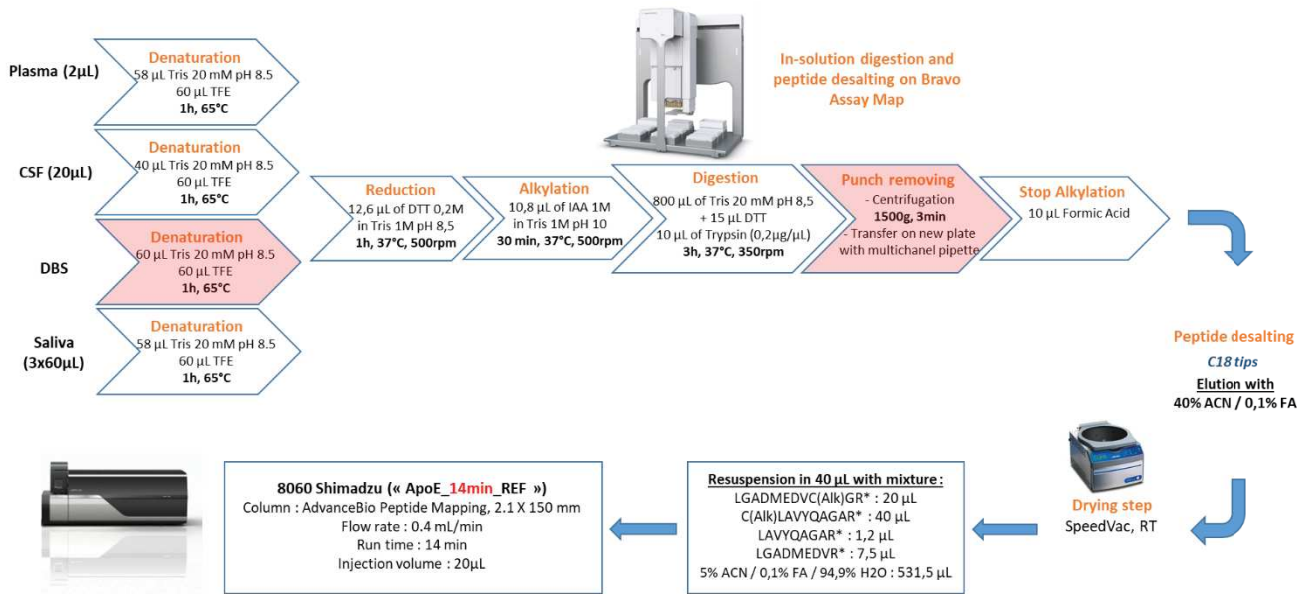 Plasma (2µL)
Denaturation
58 µL Tris 20 mM pH 8.5
60 µL TFE
1h, 65°C
CSF (20µL)
Denaturation
40 µL Tris 20 mM pH 8.5
60 µL TFE
1h, 65°C
DBS
Denaturation
60 µL Tris 20 mM pH 8.5
60 µL TFE
1h, 65°C
Saliva
(3x60µL)
Denaturation
58 µL Tris 20 mM pH 8.5
60 µL TFE
1h, 65°C
In-solution digestion and
peptide desalting on Bravo
Assay Map
Reduction
12,6 µL of DTT 0,2M
in Tris 1M pH 8,5
1h, 37°C, 500rpm
Alkylation
10,8 µL of IAA 1M
in Tris 1M pH 10
30 min, 37°C, 500rpm
Digestion
800 µL of Tris 20 mM pH 8,5
+ 15 µL DTT
10 µL of Trypsin (0,2µg/µL)
3h, 37°C, 350rpm
Punch removing
- Centrifugation
1500g, 3min
- Transfer on new plate
with multichanel pipette
Stop Alkylation
10 µL Formic Acid
Peptide desalting
C18 tips
Elution with
40% ACN / 0,1% FA
Drying step
SpeedVac, RT
Resuspension in 40 µL with mixture :
LGADMEDVC(Alk)GR* : 20 µL
C(Alk)LAVYQAGAR* : 40 µL
LAVYQAGAR* : 1,2 µL
LGADMEDVR* : 7,5 µL
5% ACN / 0,1% FA / 94,9% H2O : 531,5 µL
8060 Shimadzu (« ApoE_14min_REF »)
Column : AdvanceBio Peptide Mapping, 2.1 X 150 mm
Flow rate : 0.4 mL/min
Run time : 14 min
Injection volume : 20µL